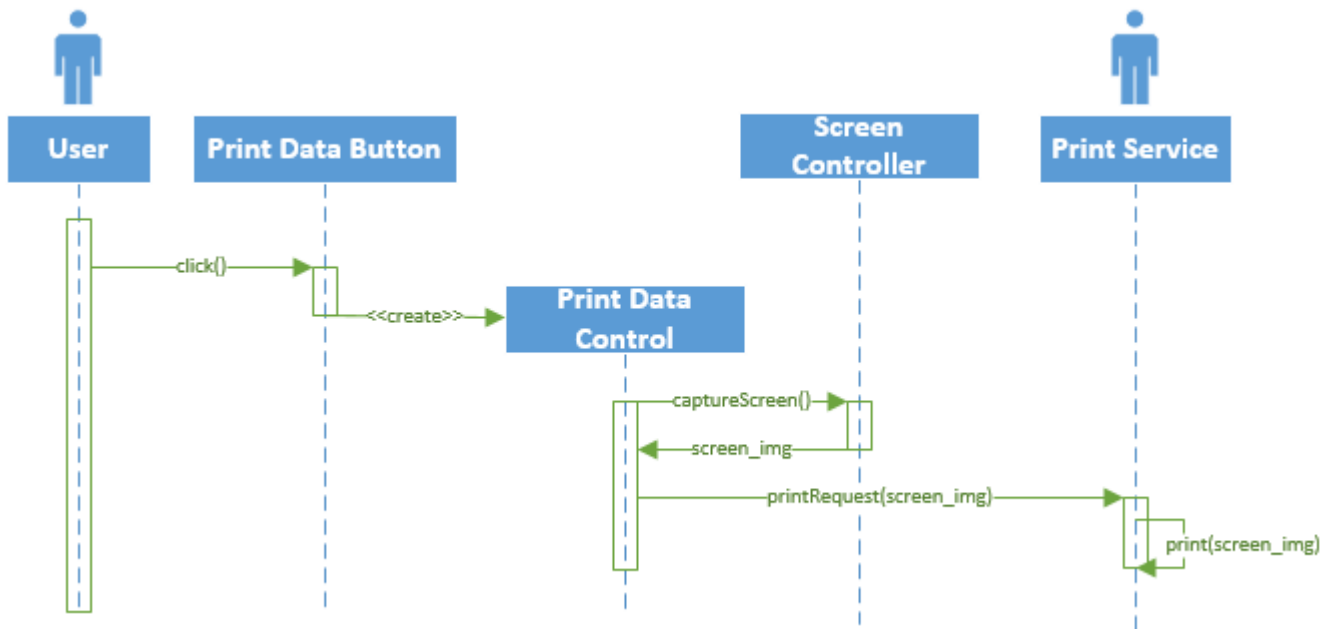 User
Print Data Button
Screen
Controller
Print Service
click()
<<create>>
Print Data
Control
captureScreen()
screen_img
printRequest(screen_img)
print(screen_img)